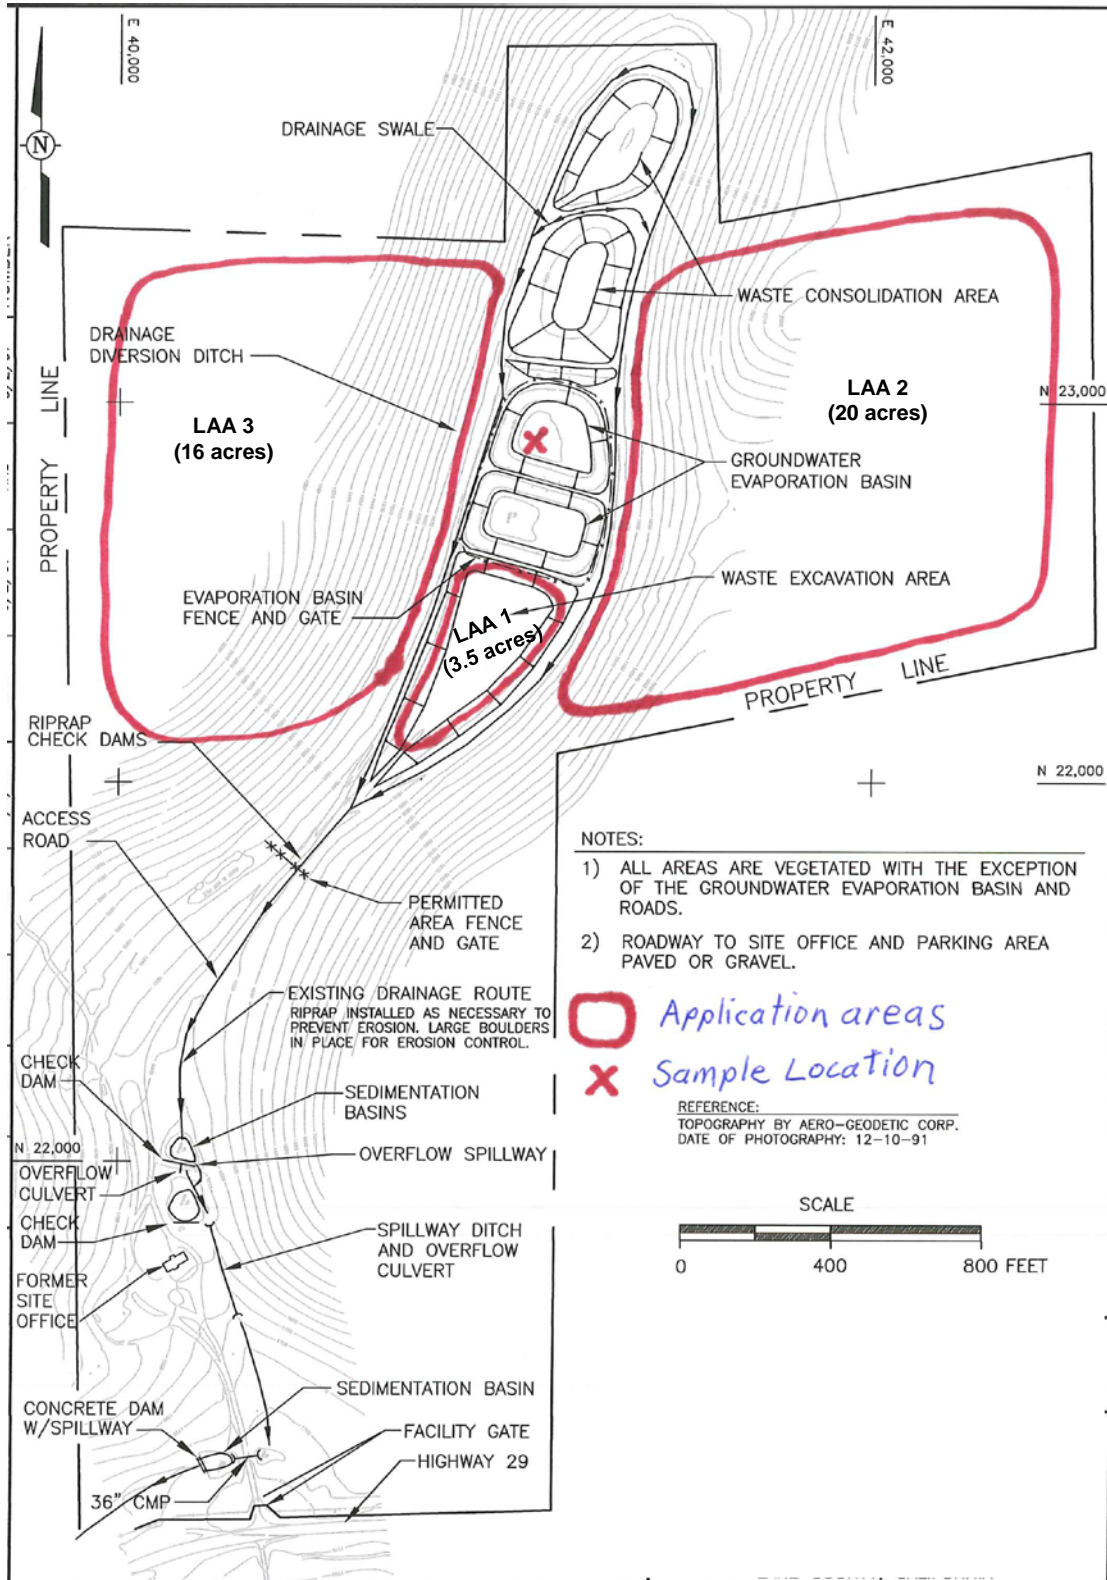 E 40,000
E 42,000
N
DRAINAGE SWALE
WASTE CONSOLIDATION AREA
DRAINAGE
DIVERSION DITCH
PROPERTY LINE
LAA 3
(16 acres)
LAA 2
(20 acres)
N 23,000
GROUNDWATER
EVAPORATION BASIN
WASTE EXCAVATION AREA
EVAPORATION BASIN
FENCE AND GATE
LAA 1
(3.5 acres)
PROPERTY LINE
RIPRAP
CHECK DAMS
N 22,000
ACCESS
ROAD
PERMITTED
AREA FENCE
AND GATE
NOTES:
1) ALL AREAS ARE VEGETATED WITH THE EXCEPTION
OF THE GROUNDWATER EVAPORATION BASIN AND
ROADS.
2) ROADWAY TO SITE OFFICE AND PARKING AREA
PAVED OR GRAVEL.
EXISTING DRAINAGE ROUTE
RIPRAP INSTALLED AS NECESSARY TO
PREVENT EROSION. LARGE BOULDERS
IN PLACE FOR EROSION CONTROL.
Application areas
Sample Location
REFERENCE:
TOPOGRAPHY BY AERO-GEODETIC CORP.
DATE OF PHOTOGRAPHY: 12-10-91
CHECK
DAM
SEDIMENTATION
BASINS
N 22,000
OVERFLOW SPILLWAY
OVERFLOW
CULVERT
CHECK
DAM
SPILLWAY DITCH
AND OVERFLOW
CULVERT
SCALE
0 400 800 FEET
FORMER
SITE
OFFICE
SEDIMENTATION BASIN
CONCRETE DAM
W/SPILLWAY
FACILITY GATE
HIGHWAY 29
36" CMP